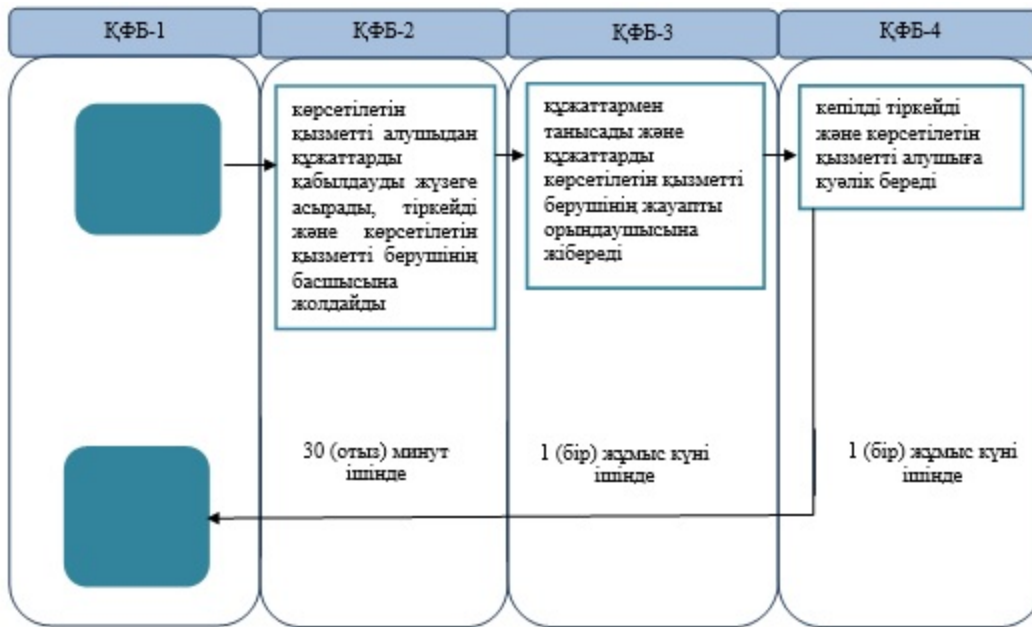 ҚФБ-1
ҚФБ-2
ҚФБ-3
ҚФБ-4
көрсетілетін
қызметті алушыдан
құжаттарды
қабылдауды жүзеге
асырады, тіркейді
және көрсетілетін
қызметті берушінің
басшысына
жолдайды
құжаттармен
танысады және
құжаттарды
көрсетілетін қызметті
берушінің жауапты
орындаушысына
жібереді
кепілді тіркейді
және көрсетілетін
қызметті алушыға
куәлік береді
30 (отыз) минут
ішінде
1 (бір) жұмыс күні
ішінде
1 (бір) жұмыс күні
ішінде